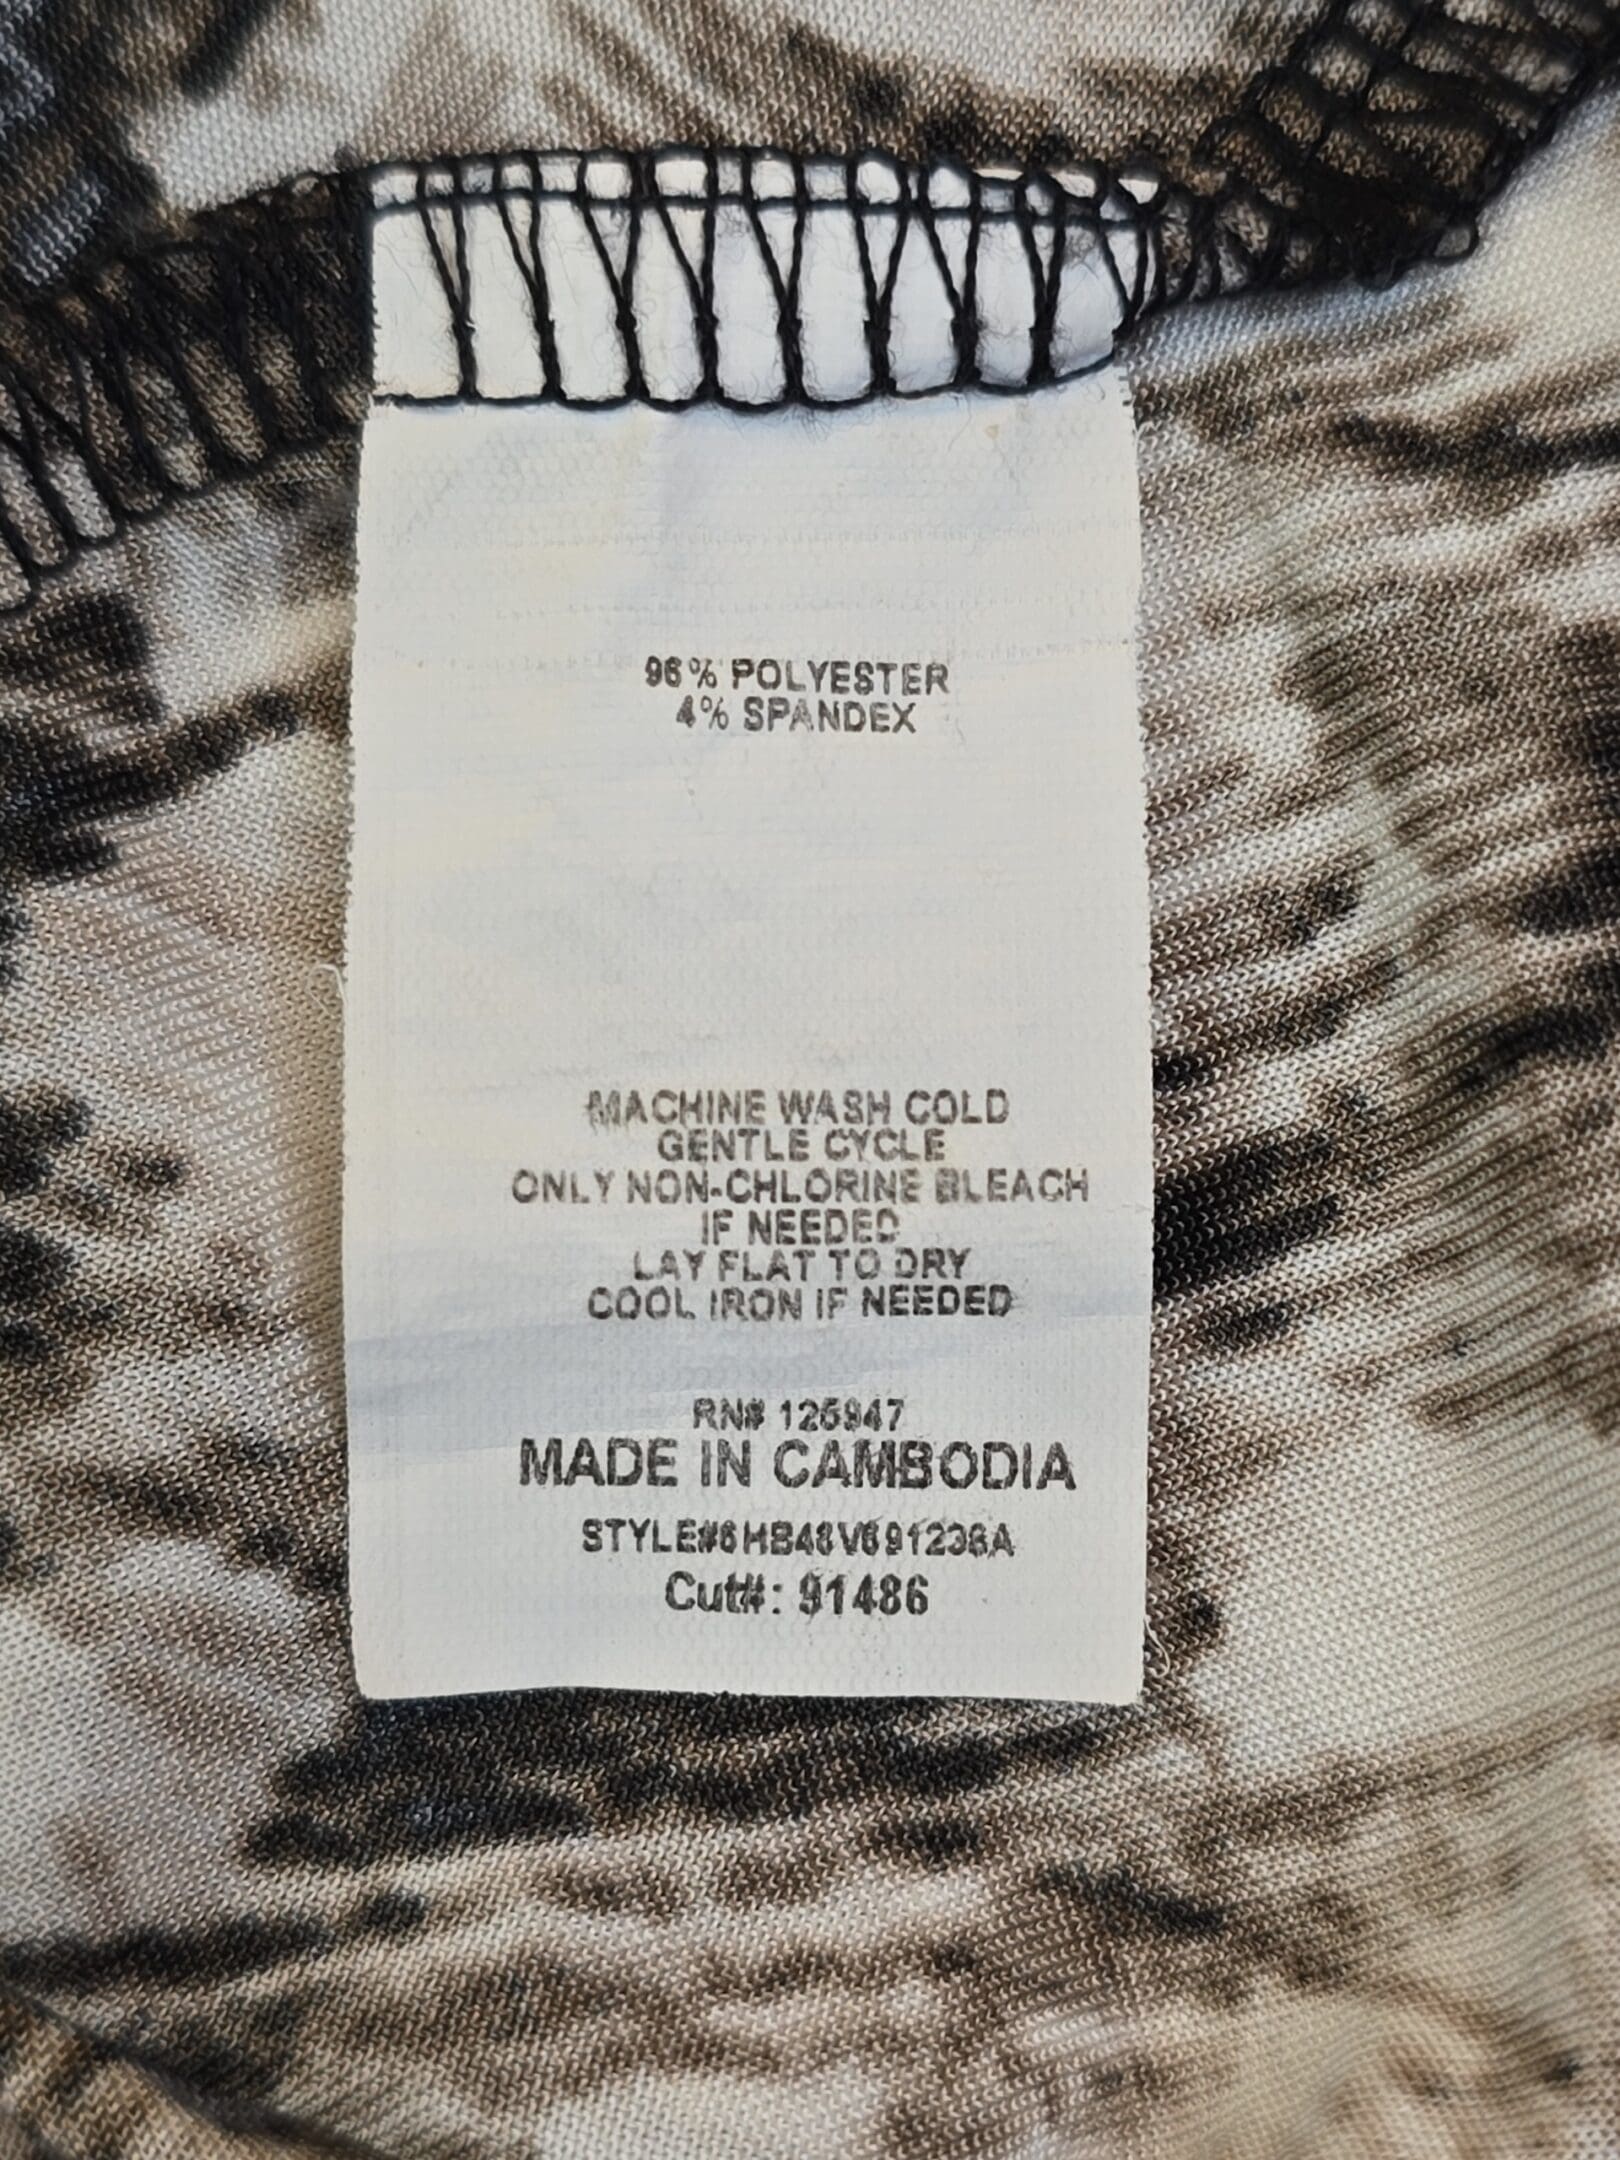 96% POLYESTER
4% SPANDEX
MACHINE WASH COLD
GENTLE CYCLE
ONLY NON-CHLORINE BLEACH
IF NEEDED
LAY FLAT TO DRY
COOL IRON IF NEEDED
RN# 125947
MADE IN CAMBODIA
STYLE#
Cut#: 91486